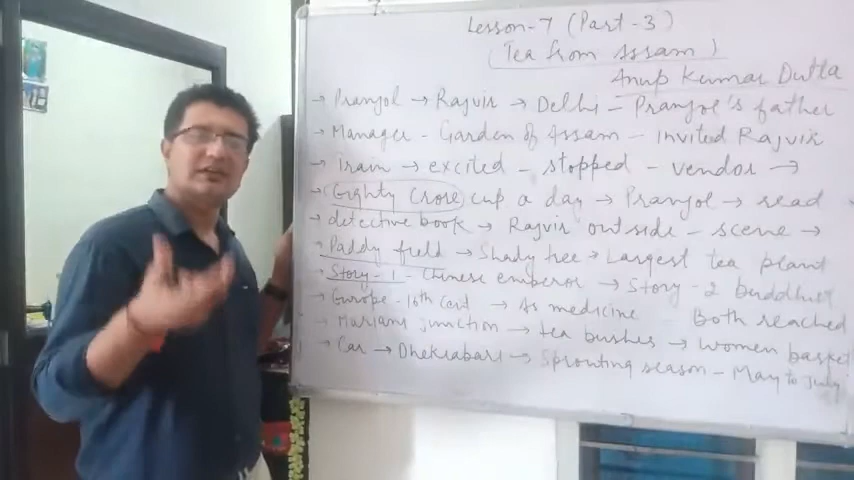 Lesson-7 (Part-3)
(Tea from Assam)
Anup Kumar Dutta
→ Pranjol → Rajvir → Delhi = Pranjol's father
→ Manager - Garden of Assam - invited Rajvir
→ Train → excited - stopped - vendor →
→ (Eighty Crore) cup a day → Pranjol → read
→ detective book → Rajvir outside - scene →
→ Paddy field → Shady tree → Largest tea plant
→ Story-1 - Chinese emperor → Story-2 buddhist
→ Europe - 16th Cent → As medicine Both reached
→ Mariani junction → tea bushes → women basket
→ Car → Dhekiabari → Sprouting season - May to July